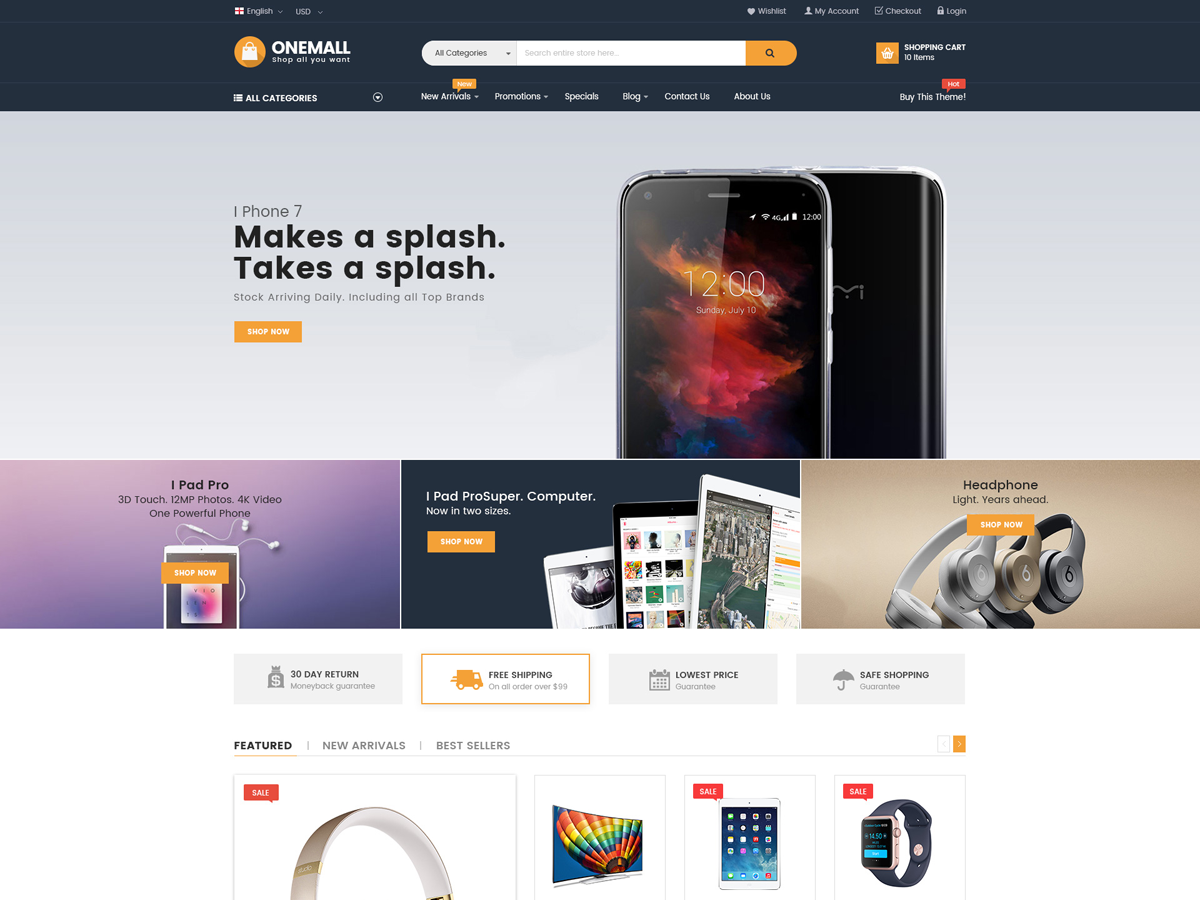 English
USD
Wishlist
My Account
Checkout
Login
ONEMALL
Shop all you want
All Categories
Search entire store here...
SHOPPING CART
10 Items
ALL CATEGORIES
New
New Arrivals
Promotions
Specials
Blog
Contact Us
About Us
Hot
Buy This Theme!
I Phone 7
Makes a splash.
Takes a splash.
Stock Arriving Daily. Including all Top Brands
SHOP NOW
4G
12:00
12:00
Sunday, July 10
I Pad Pro
3D Touch. 12MP Photos. 4K Video
One Powerful Phone
SHOP NOW
I Pad ProSuper. Computer.
Now in two sizes.
SHOP NOW
Headphone
Light. Years ahead.
SHOP NOW
30 DAY RETURN
Moneyback guarantee
FREE SHIPPING
On all order over $99
LOWEST PRICE
Guarantee
SAFE SHOPPING
Guarantee
FEATURED | NEW ARRIVALS | BEST SELLERS
SALE
SALE
SALE
14:50